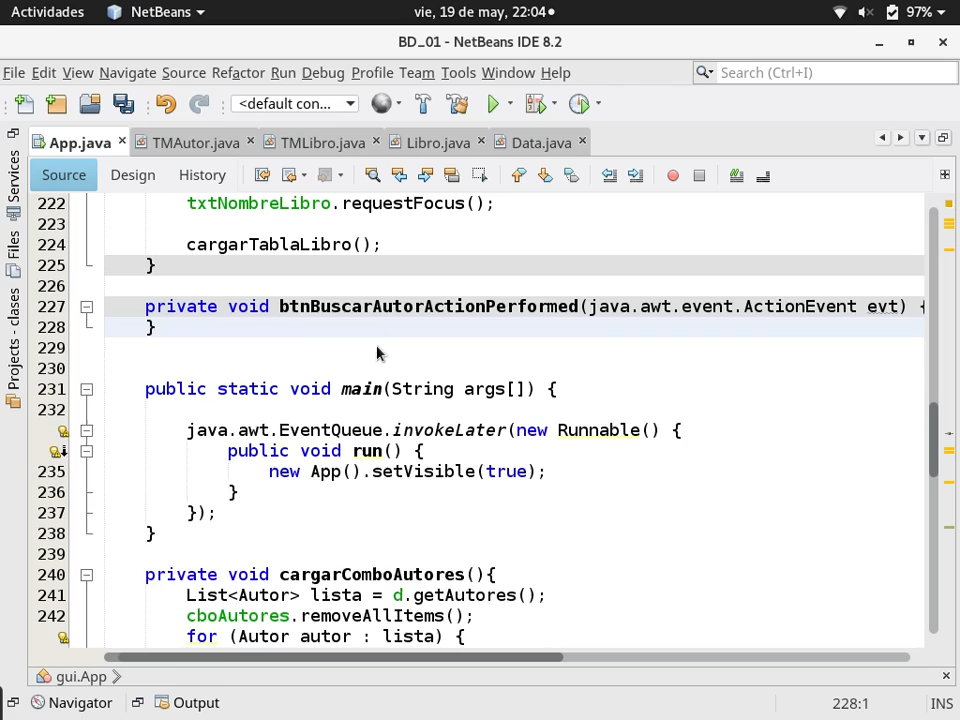 Actividades NetBeans vie, 19 de may, 22:04 97%
BD_01 - NetBeans IDE 8.2
File Edit View Navigate Source Refactor Run Debug Profile Team Tools Window Help Search (Ctrl+I)
<default con...
App.java TMAutor.java TMLibro.java Libro.java Data.java
Source Design History
Services
Files
Projects - clases
222 txtNombreLibro.requestFocus();
223
224 cargarTablaLibro();
225 }
226
227 private void btnBuscarAutorActionPerformed(java.awt.event.ActionEvent evt) {
228 }
229
230
231 public static void main(String args[]) {
232
java.awt.EventQueue.invokeLater(new Runnable() {
public void run() {
235 new App().setVisible(true);
236 }
237 });
238 }
239
240 private void cargarComboAutores(){
241 List<Autor> lista = d.getAutores();
242 cboAutores.removeAllItems();
for (Autor autor : lista) {
gui.App
Navigator Output 228:1 INS